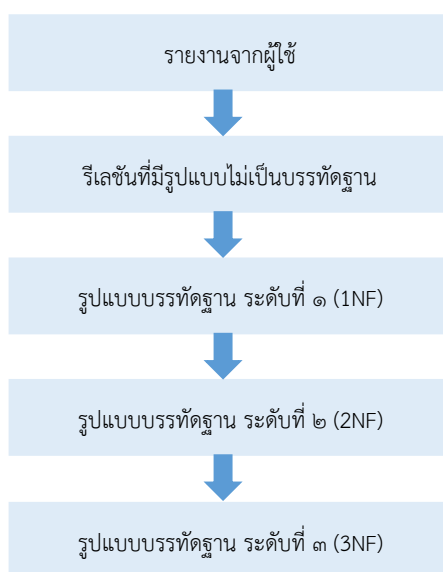 รายงานจากผู้ใช้
รีเลชันที่มีรูปแบบไม่เป็นบรรทัดฐาน
รูปแบบบรรทัดฐาน ระดับที่ ๑ (1NF)
รูปแบบบรรทัดฐาน ระดับที่ ๒ (2NF)
รูปแบบบรรทัดฐาน ระดับที่ ๓ (3NF)